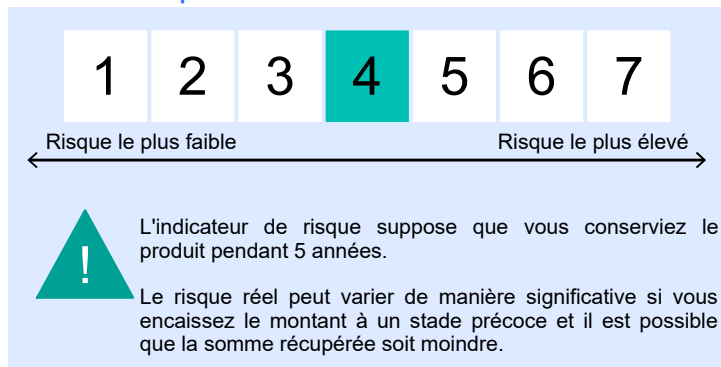 1 2 3 4 5 6 7
Risque le plus faible Risque le plus élevé
!
L'indicateur de risque suppose que vous conserviez le
produit pendant 5 années.
Le risque réel peut varier de manière significative si vous
encaissez le montant à un stade précoce et il est possible
que la somme récupérée soit moindre.